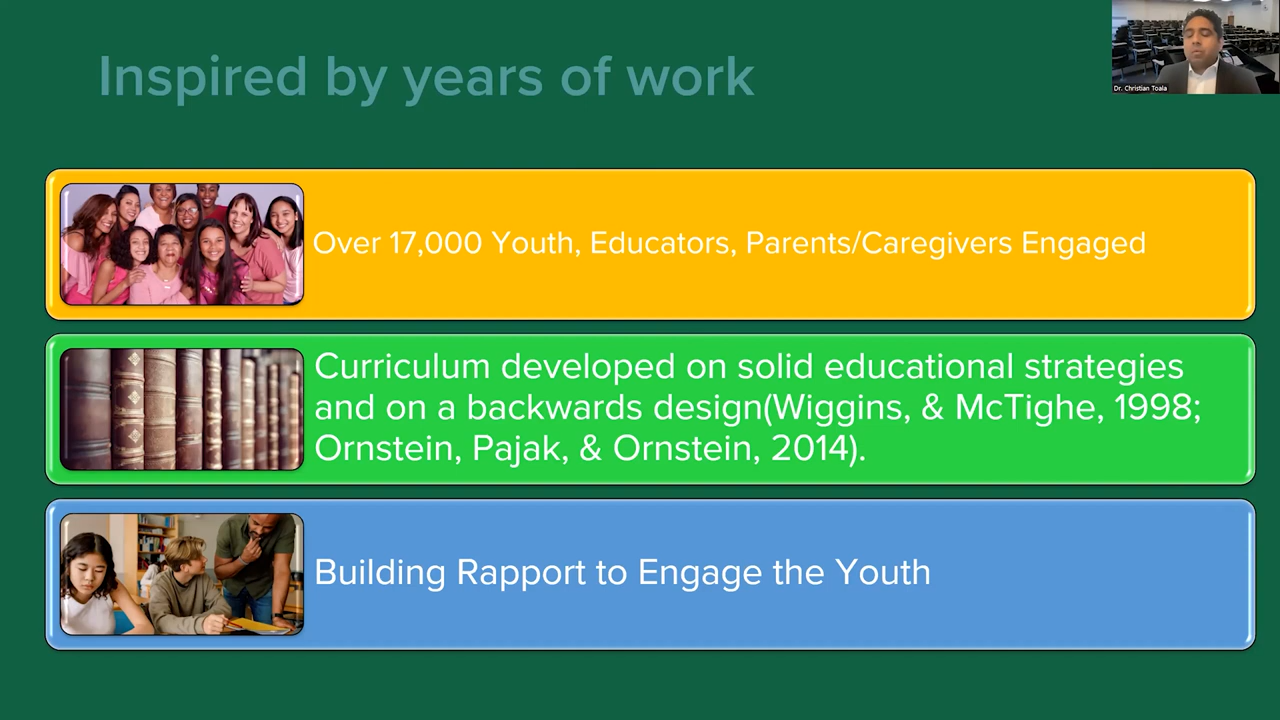 Inspired by years of work
Dr. Christian Toala
Over 17,000 Youth, Educators, Parents/Caregivers Engaged
Curriculum developed on solid educational strategies
and on a backwards design(Wiggins, & McTighe, 1998;
Ornstein, Pajak, & Ornstein, 2014).
Building Rapport to Engage the Youth